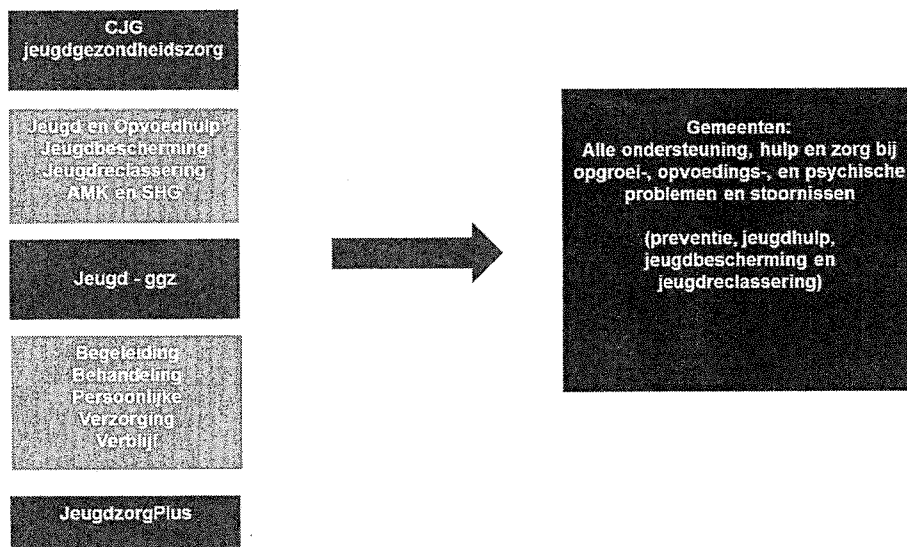 CJG
jeugdgezondheidszorg
Jeugd en Opvoedhulp
Jeugdbescherming
Jeugdreclassering
AMK en SHG
Jeugd - ggz
Begeleiding
Behandeling
Persoonlijke
Verzorging
Verblijf
JeugdzorgPlus
Gemeenten:
Alle ondersteuning, hulp en zorg bij
opgroei-, opvoedings-, en psychische
problemen en stoornissen
(preventie, jeugdhulp,
jeugdbescherming en
jeugdreclassering)